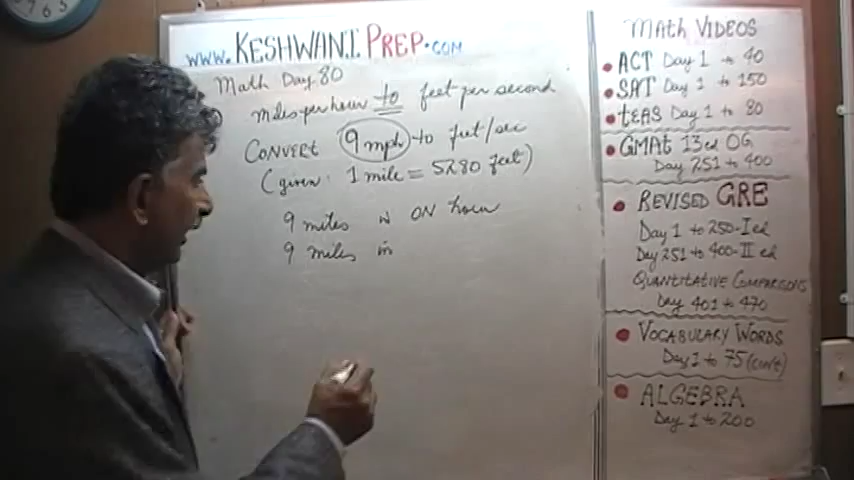 www.KESHWANIPREP.COM
Math Day 80
miles per hour to feet per second
CONVERT 9 mph to feet/sec
(given: 1 mile = 5280 feet)
9 miles in ON hour
9 miles in
MAth VIDEOS
ACT Day 1 to 40
SAT Day 1 to 150
tEAS Day 1 to 80
GMAt 13 ed OG
Day 251 to 400
REVISED GRE
Day 1 to 250-I ed
Day 251 to 400-II ed
QUANtitAtivE COMPARISONS
Day 401 to 470
VOCABULARY WORDS
Day 1 to 75 (con't)
ALGEBRA
Day 1 to 200